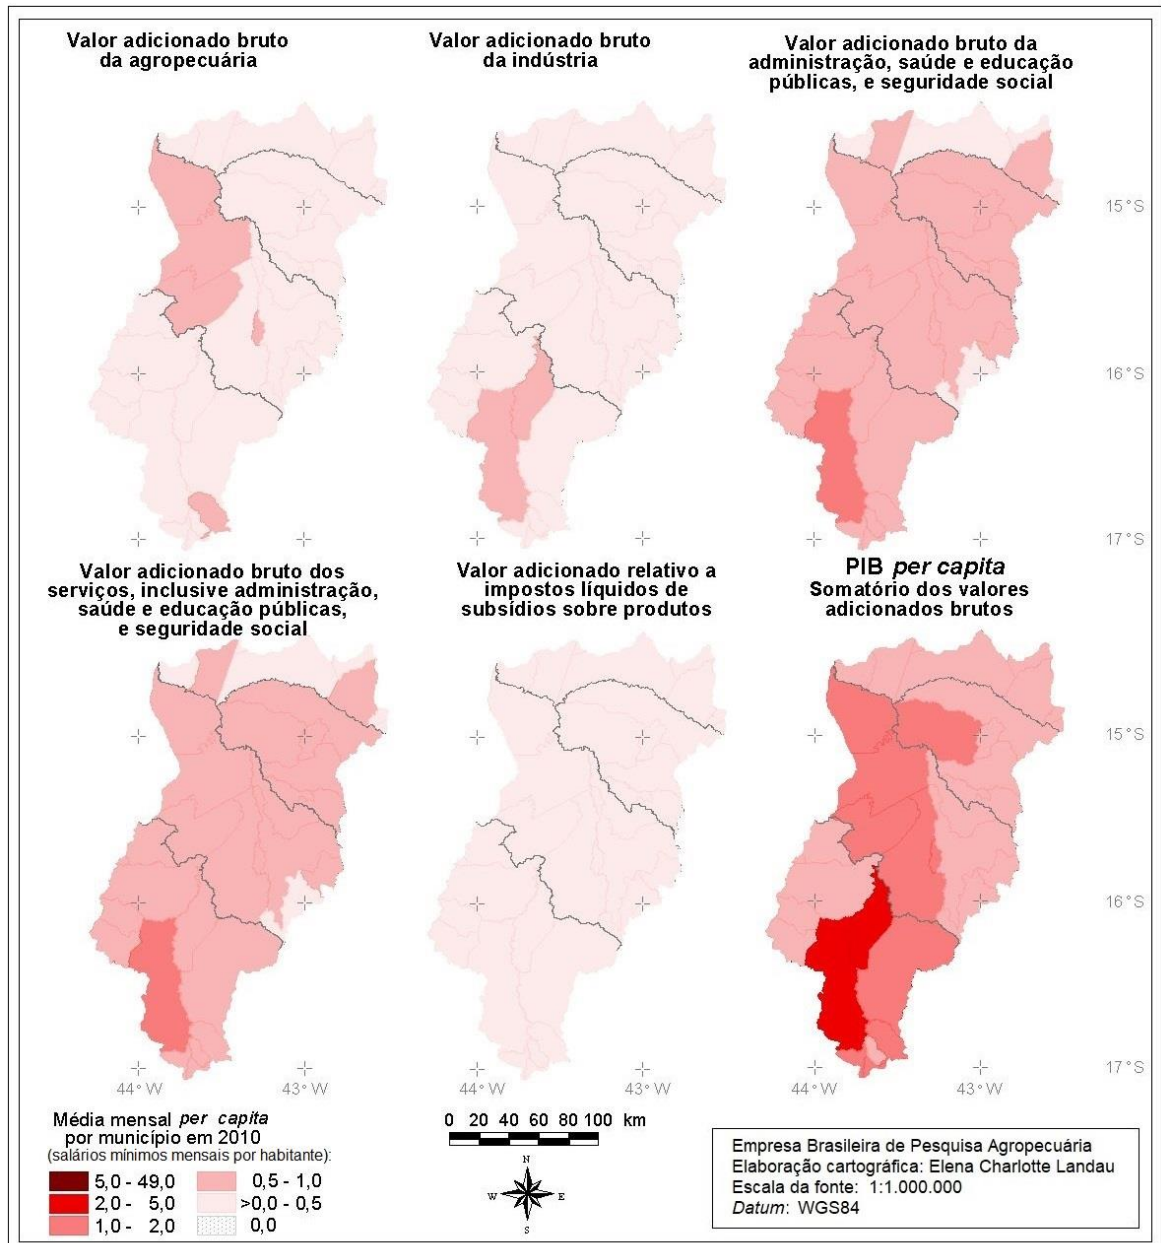 Valor adicionado bruto
da agropecuária
Valor adicionado bruto
da indústria
Valor adicionado bruto da
administração, saúde e educação
públicas, e seguridade social
15°S
16°S
17°S
Valor adicionado bruto dos
serviços, inclusive administração,
saúde e educação públicas,
e seguridade social
Valor adicionado relativo a
impostos líquidos de
subsídios sobre produtos
PIB per capita
Somatório dos valores
adicionados brutos
15°S
16°S
17°S
44°W
43°W
44°W
43°W
44°W
43°W
Média mensal per capita
por município em 2010
(salários mínimos mensais por habitante):
5,0 - 49,0
2,0 - 5,0
1,0 - 2,0
0,5 - 1,0
>0,0 - 0,5
0,0
0 20 40 60 80 100 km
N
W E
S
Empresa Brasileira de Pesquisa Agropecuária
Elaboração cartográfica: Elena Charlotte Landau
Escala da fonte: 1:1.000.000
Datum: WGS84